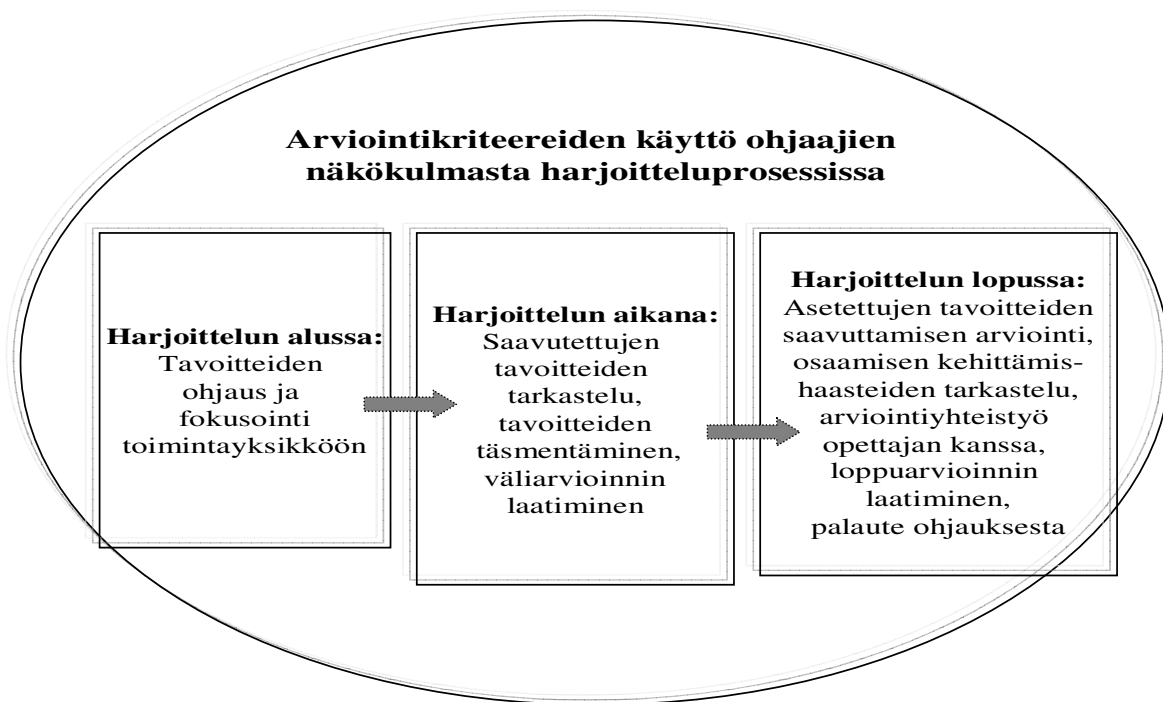 Arviointikriteereiden käyttö ohjaajien
näkökulmasta harjoitteluprosessissa
Harjoittelun alussa:
Tavoitteiden
ohjaus ja
fokusointi
toimintayksikköön
Harjoittelun aikana:
Saavutettujen
tavoitteiden
tarkastelu,
tavoitteiden
täsmentäminen,
väliarvioinnin
laatiminen
Harjoittelun lopussa:
Asetettujen tavoitteiden
saavuttamisen arviointi,
osaamisen kehittämis-
haasteiden tarkastelu,
arviointiyhteistyö
opettajan kanssa,
loppuarvioinnin
laatiminen,
palaute ohjauksesta